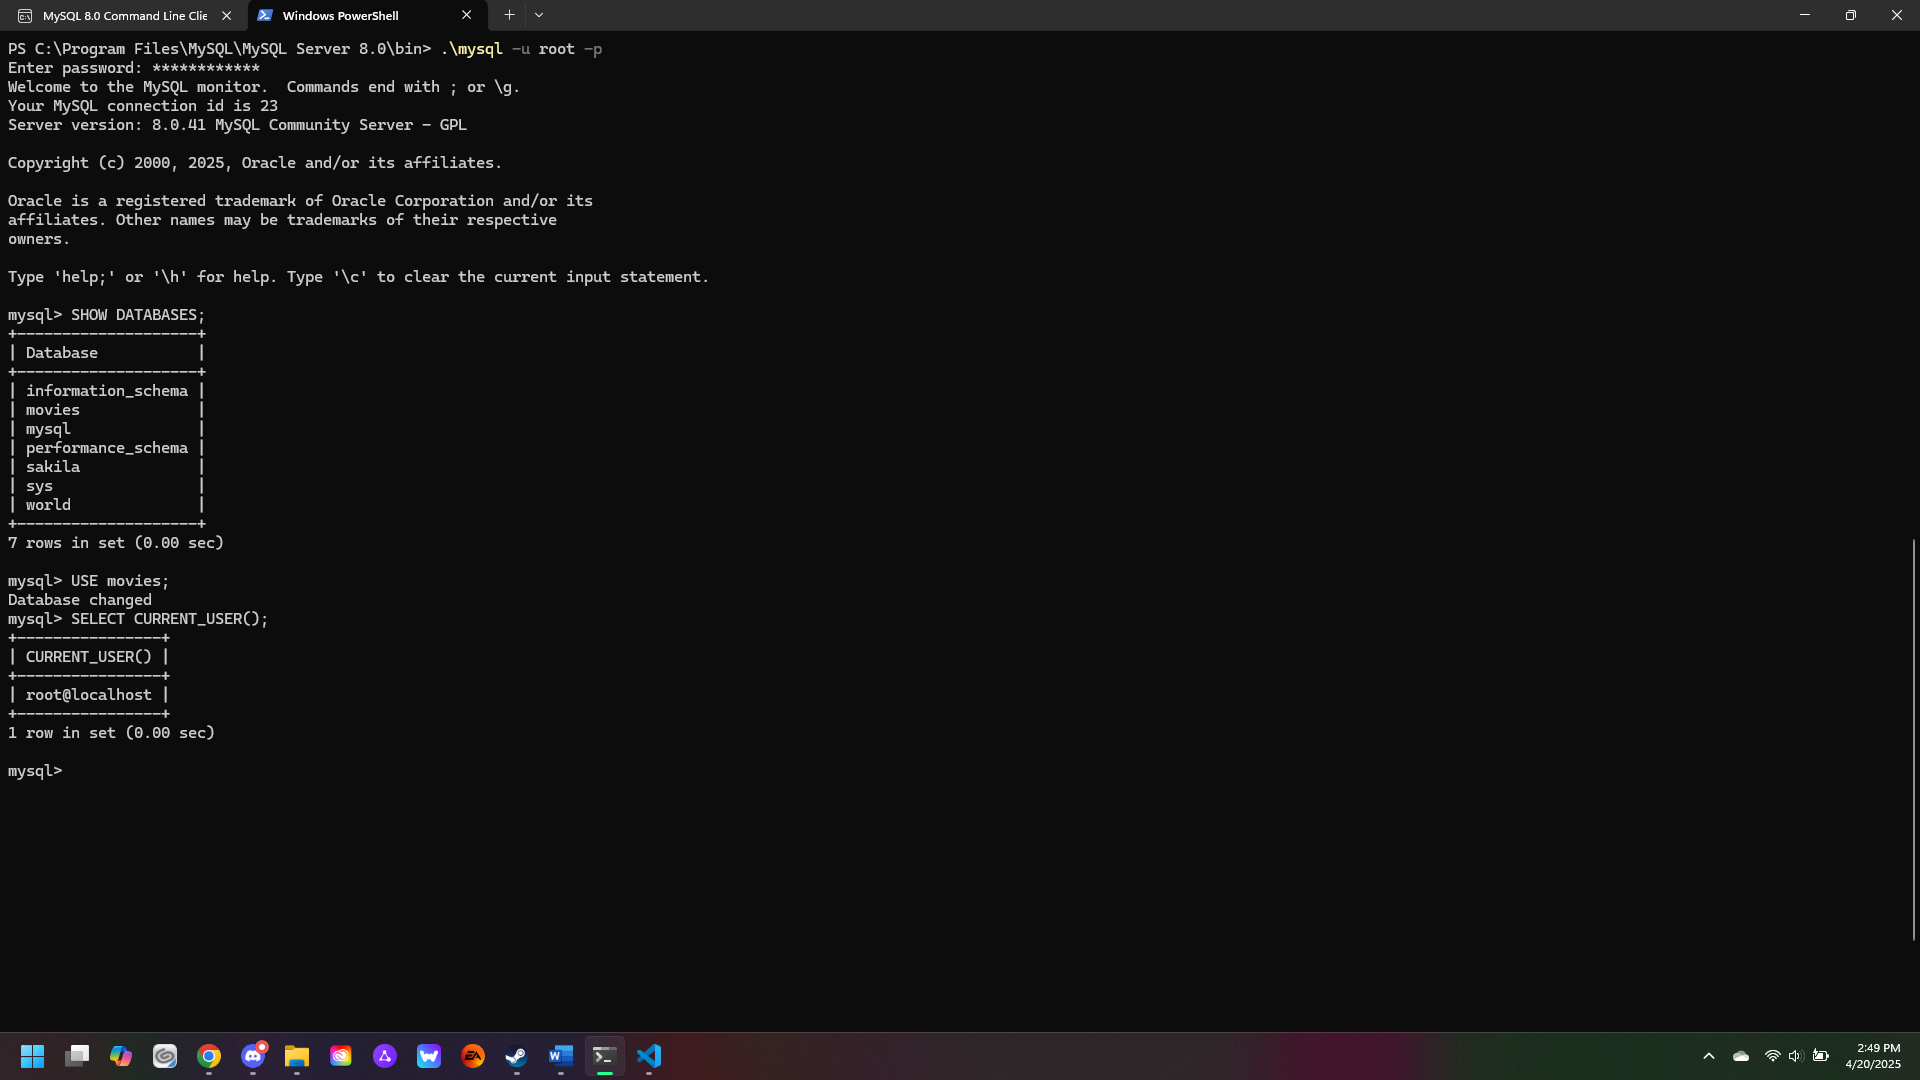 MySQL 8.0 Command Line Clie
Windows PowerShell
PS C:\Program Files\MySQL\MySQL Server 8.0\bin> .\mysql -u root -p
Enter password: ************
Welcome to the MySQL monitor.  Commands end with ; or \g.
Your MySQL connection id is 23
Server version: 8.0.41 MySQL Community Server - GPL

Copyright (c) 2000, 2025, Oracle and/or its affiliates.

Oracle is a registered trademark of Oracle Corporation and/or its
affiliates. Other names may be trademarks of their respective
owners.

Type 'help;' or '\h' for help. Type '\c' to clear the current input statement.

mysql> SHOW DATABASES;
+--------------------+
| Database           |
+--------------------+
| information_schema |
| movies             |
| mysql              |
| performance_schema |
| sakila             |
| sys                |
| world              |
+--------------------+
7 rows in set (0.00 sec)

mysql> USE movies;
Database changed
mysql> SELECT CURRENT_USER();
+----------------+
| CURRENT_USER() |
+----------------+
| root@localhost |
+----------------+
1 row in set (0.00 sec)

mysql>
2:49 PM
4/20/2025